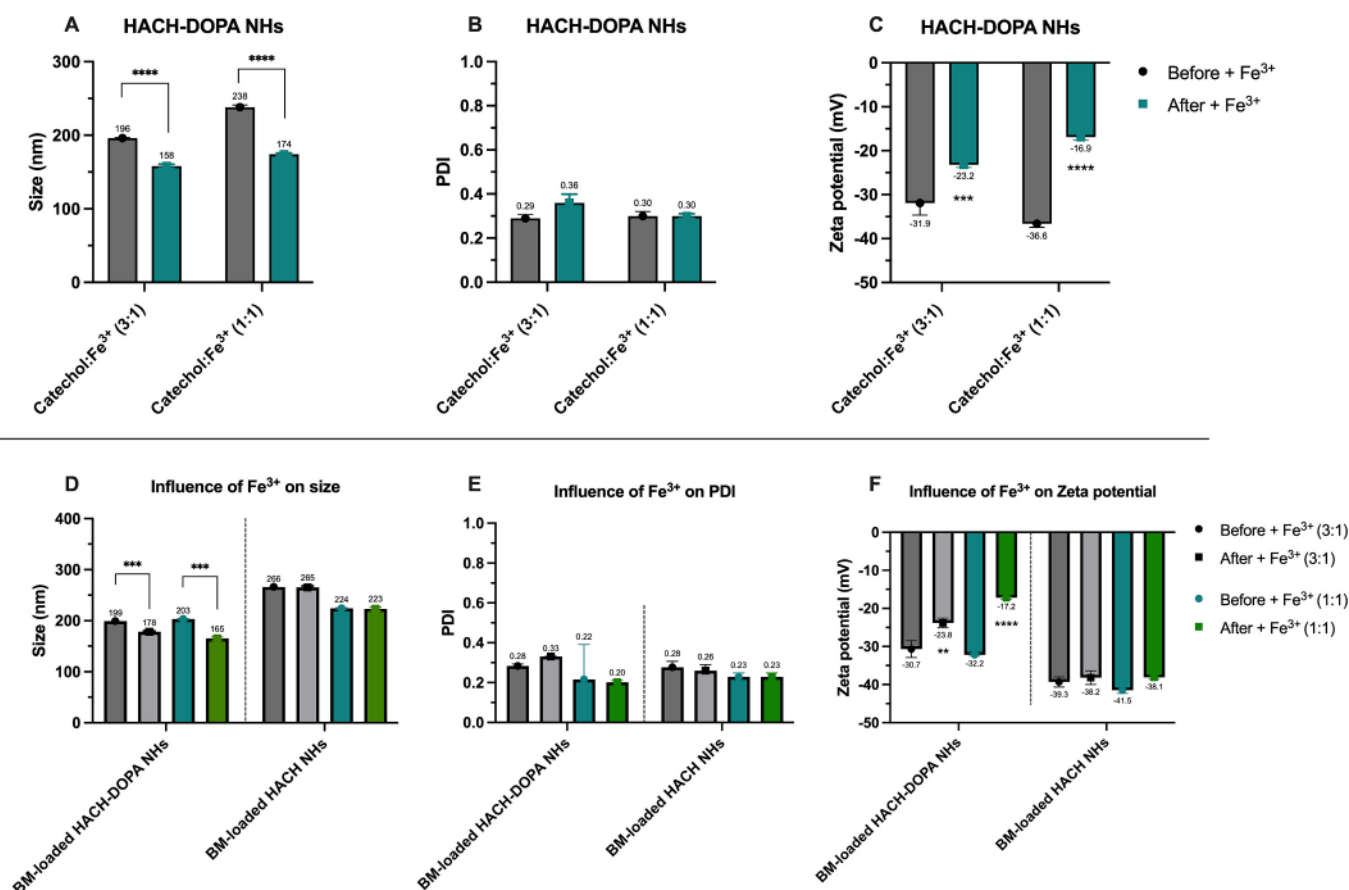 A HACH-DOPA NHs
Size (nm)
300
200
100
0
****
****
196
158
238
174
Catechol:Fe³⁺ (3:1)
Catechol:Fe³⁺ (1:1)
B HACH-DOPA NHs
PDI
1.0
0.8
0.6
0.4
0.2
0.0
0.29
0.36
0.30
0.30
Catechol:Fe³⁺ (3:1)
Catechol:Fe³⁺ (1:1)
C HACH-DOPA NHs
Zeta potential (mV)
0
-10
-20
-30
-40
-50
-31.9
-23.2
***
-36.6
-16.9
****
Catechol:Fe³⁺ (3:1)
Catechol:Fe³⁺ (1:1)
Before + Fe³⁺
After + Fe³⁺
D Influence of Fe³⁺ on size
Size (nm)
400
300
200
100
0
***
***
199
178
203
165
266
265
224
223
BM-loaded HACH-DOPA NHs
BM-loaded HACH NHs
E Influence of Fe³⁺ on PDI
PDI
1.0
0.8
0.6
0.4
0.2
0.0
0.28
0.33
0.22
0.20
0.28
0.26
0.23
0.23
BM-loaded HACH-DOPA NHs
BM-loaded HACH NHs
F Influence of Fe³⁺ on Zeta potential
Zeta potential (mV)
0
-10
-20
-30
-40
-50
-30.7
-23.8
**
-32.2
-17.2
****
-39.3
-38.2
-41.5
-38.1
BM-loaded HACH-DOPA NHs
BM-loaded HACH NHs
Before + Fe³⁺ (3:1)
After + Fe³⁺ (3:1)
Before + Fe³⁺ (1:1)
After + Fe³⁺ (1:1)